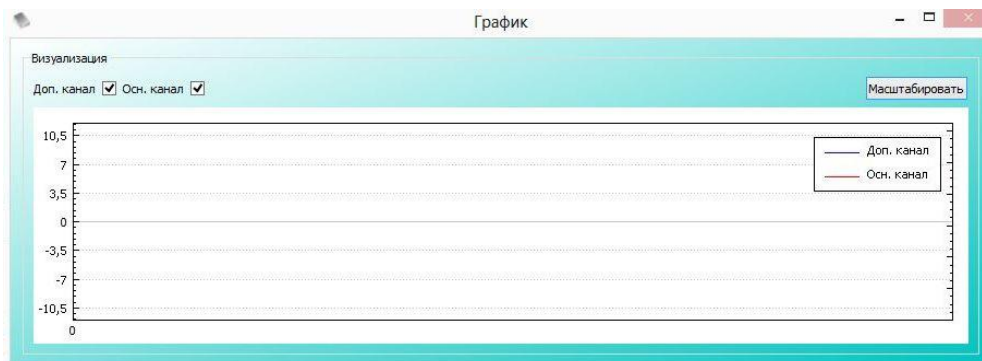 График
Визуализация
Доп. канал Осн. канал Масштабировать
10,5
7
3,5
0
-3,5
-7
-10,5
0
Доп. канал
Осн. канал